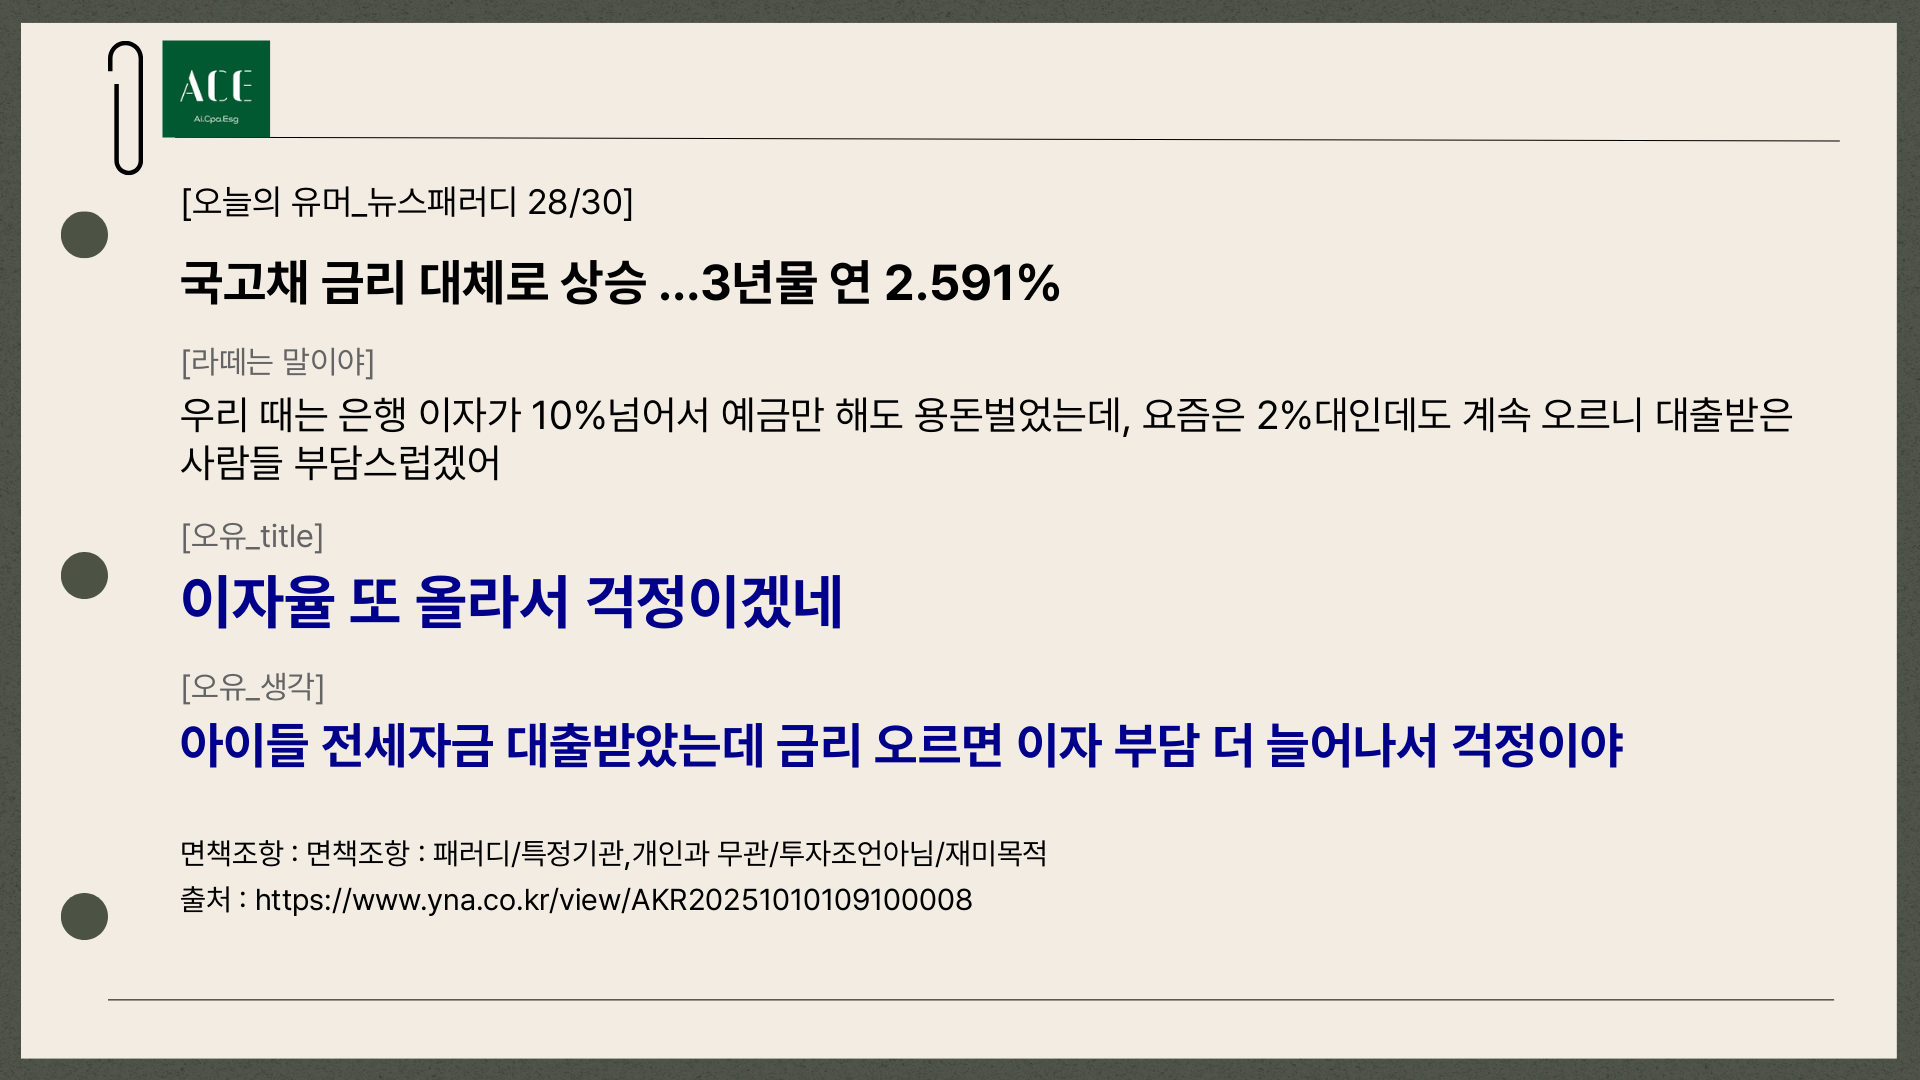 ACE
Ai.Cpa.Esg
[오늘의 유머_뉴스패러디 28/30]
국고채 금리 대체로 상승 ...3년물 연 2.591%
[라떼는 말이야]
우리 때는 은행 이자가 10%넘어서 예금만 해도 용돈벌었는데, 요즘은 2%대인데도 계속 오르니 대출받은
사람들 부담스럽겠어
[오유_title]
이자율 또 올라서 걱정이겠네
[오유_생각]
아이들 전세자금 대출받았는데 금리 오르면 이자 부담 더 늘어나서 걱정이야
면책조항 : 면책조항 : 패러디/특정기관,개인과 무관/투자조언아님/재미목적
출처 : https://www.yna.co.kr/view/AKR20251010109100008